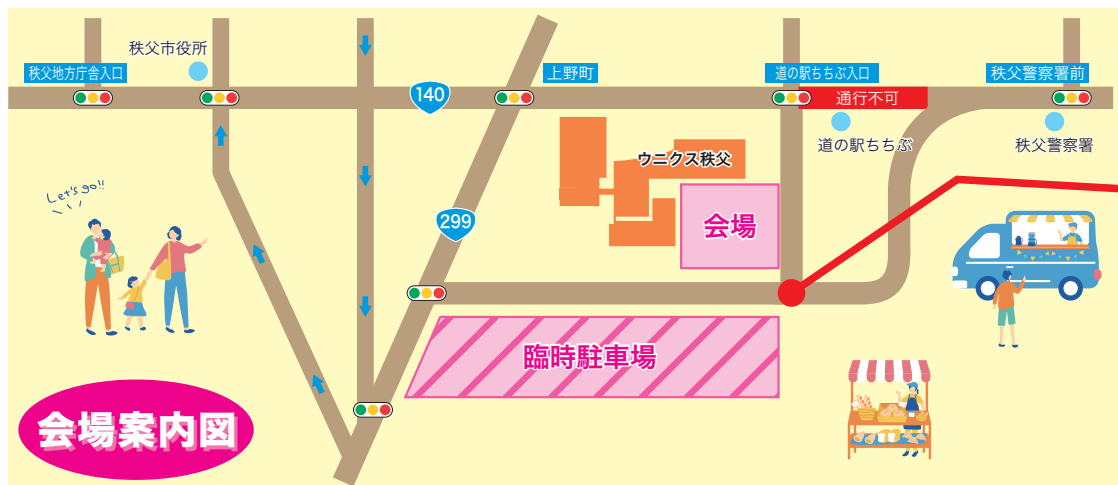 秩父市役所
秩父地方庁舎入口
上野町
道の駅ちちぶ入口
秩父警察署前
140
通行不可
道の駅ちちぶ
秩父警察署
ウニクス秩父
Let's go!!
299
会場
臨時駐車場
会場案内図